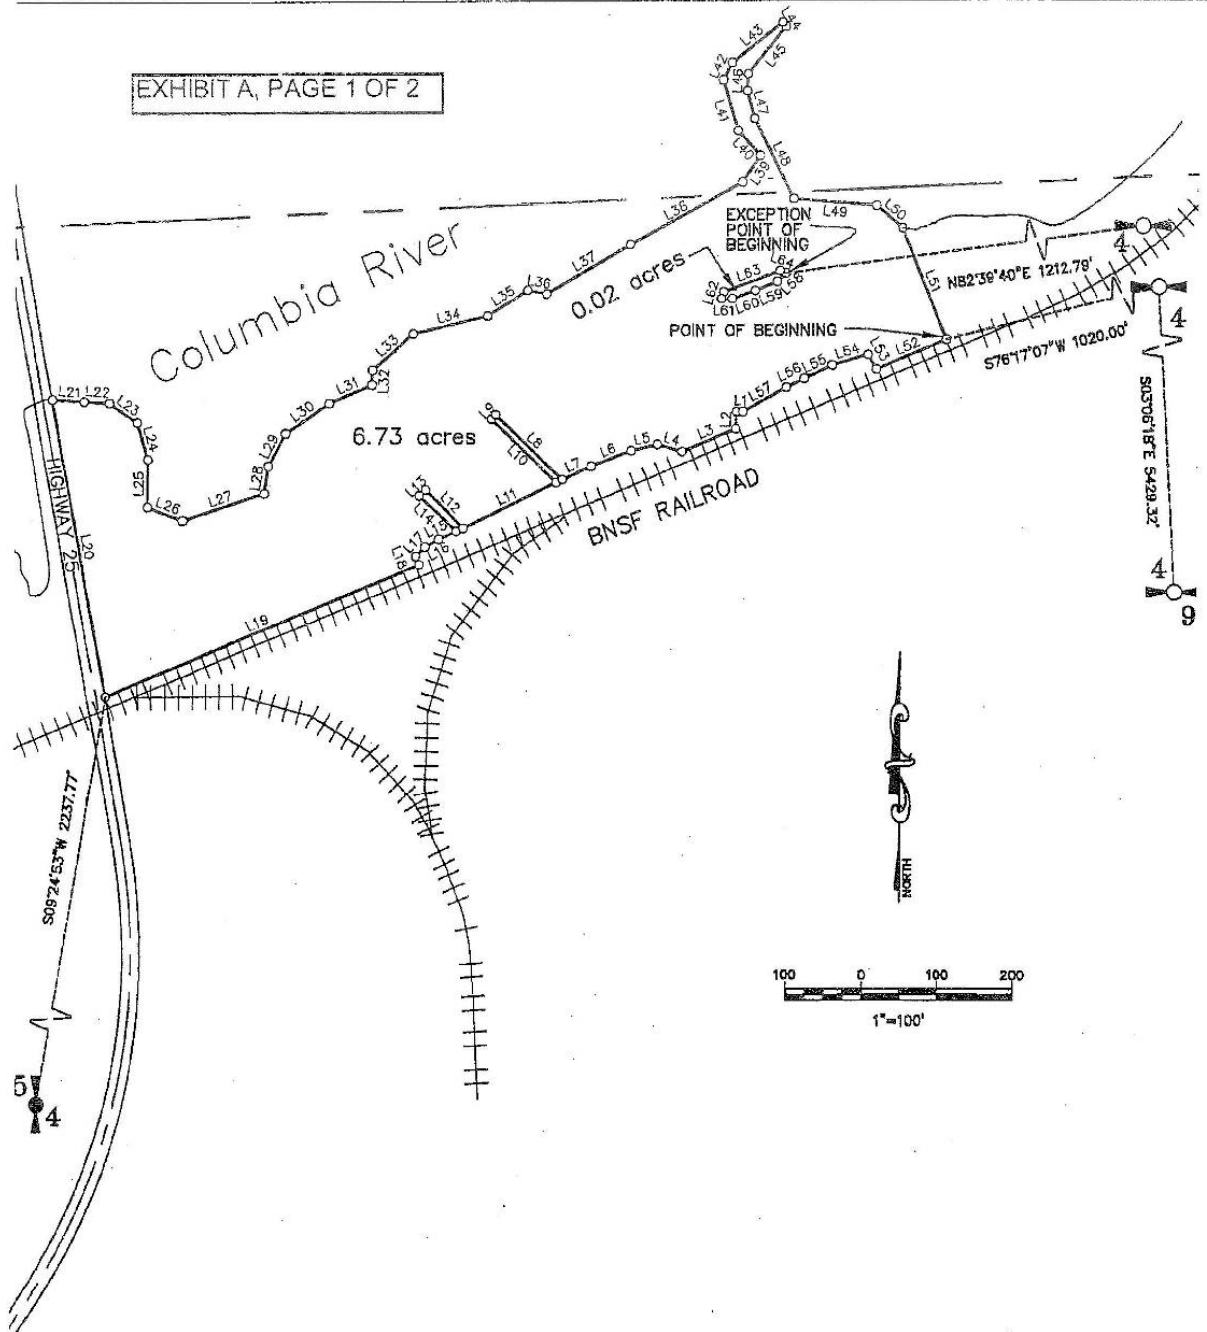 EXHIBIT A, PAGE 1 OF 2
L43
L44
L42
L45
L46
L41
L47
L40
L48
L39
L38
L49
L50
EXCEPTION
POINT OF
BEGINNING
Columbia River
L37
L36
L35
L34
L33
L32
L31
L30
0.02 acres
L64
L63
L62
L61
L60
L59
L58
L51
N82°39'40"E 1212.79'
4
4
POINT OF BEGINNING
S76°17'07"W 1020.00'
S03°06'18"E 5429.32'
4
9
L21
L22
L23
L24
L25
L26
L27
L28
L29
6.73 acres
L9
L8
L10
L7
L6
L5
L4
L3
L2
L1
L57
L56
L55
L54
L53
L52
L13
L12
L14
L11
L15
L16
L17
L18
L19
L20
HIGHWAY 25
BNSF RAILROAD
S09°24'53"W 2237.77'
NORTH
100 0 100 200
1"=100'
5
4